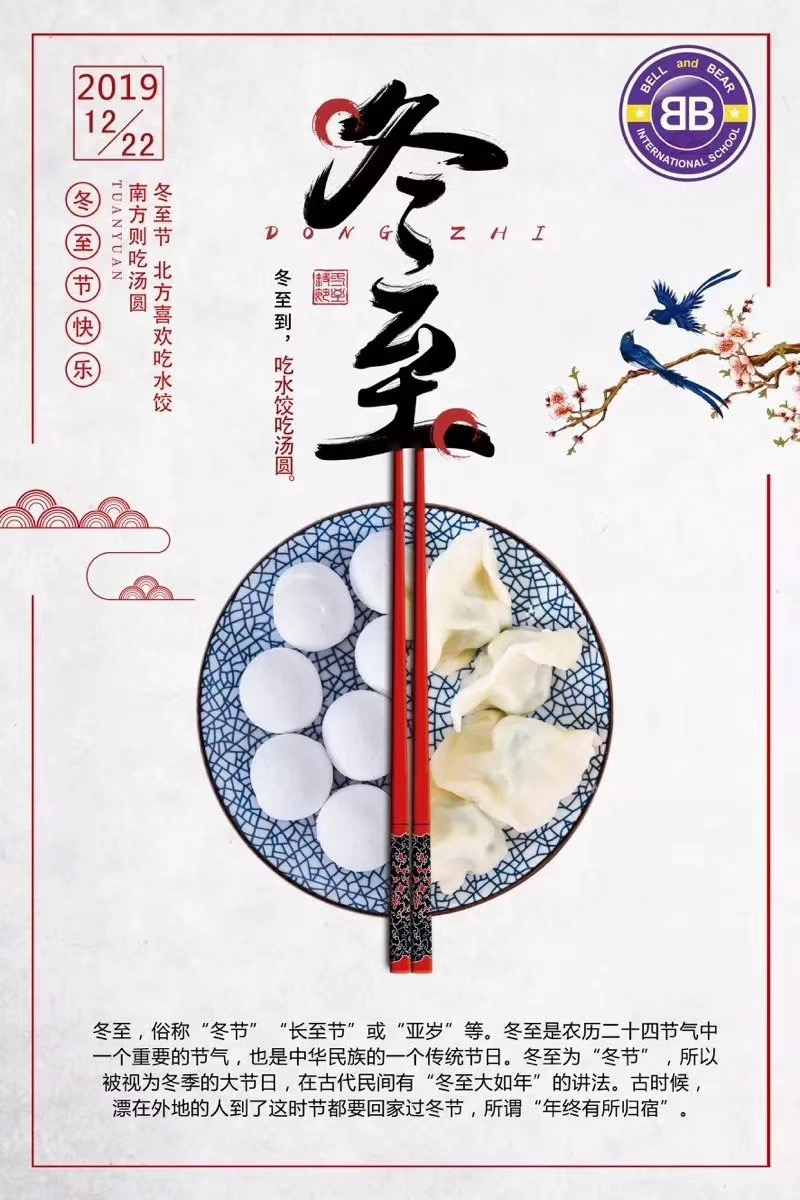 2019
12/22
冬至节快乐
TUANYUAN
冬至节 北方喜欢吃水饺
南方则吃汤圆
冬至
DONG ZHI
冬至到，吃水饺吃汤圆。
BELL and BEAR
BB
INTERNATIONAL SCHOOL
冬至，俗称“冬节”“长至节”或“亚岁”等。冬至是农历二十四节气中
一个重要的节气，也是中华民族的一个传统节日。冬至为“冬节”，所以
被视为冬季的大节日，在古代民间有“冬至大如年”的讲法。古时候，
漂在外地的人到了这时节都要回家过冬节，所谓“年终有所归宿”。